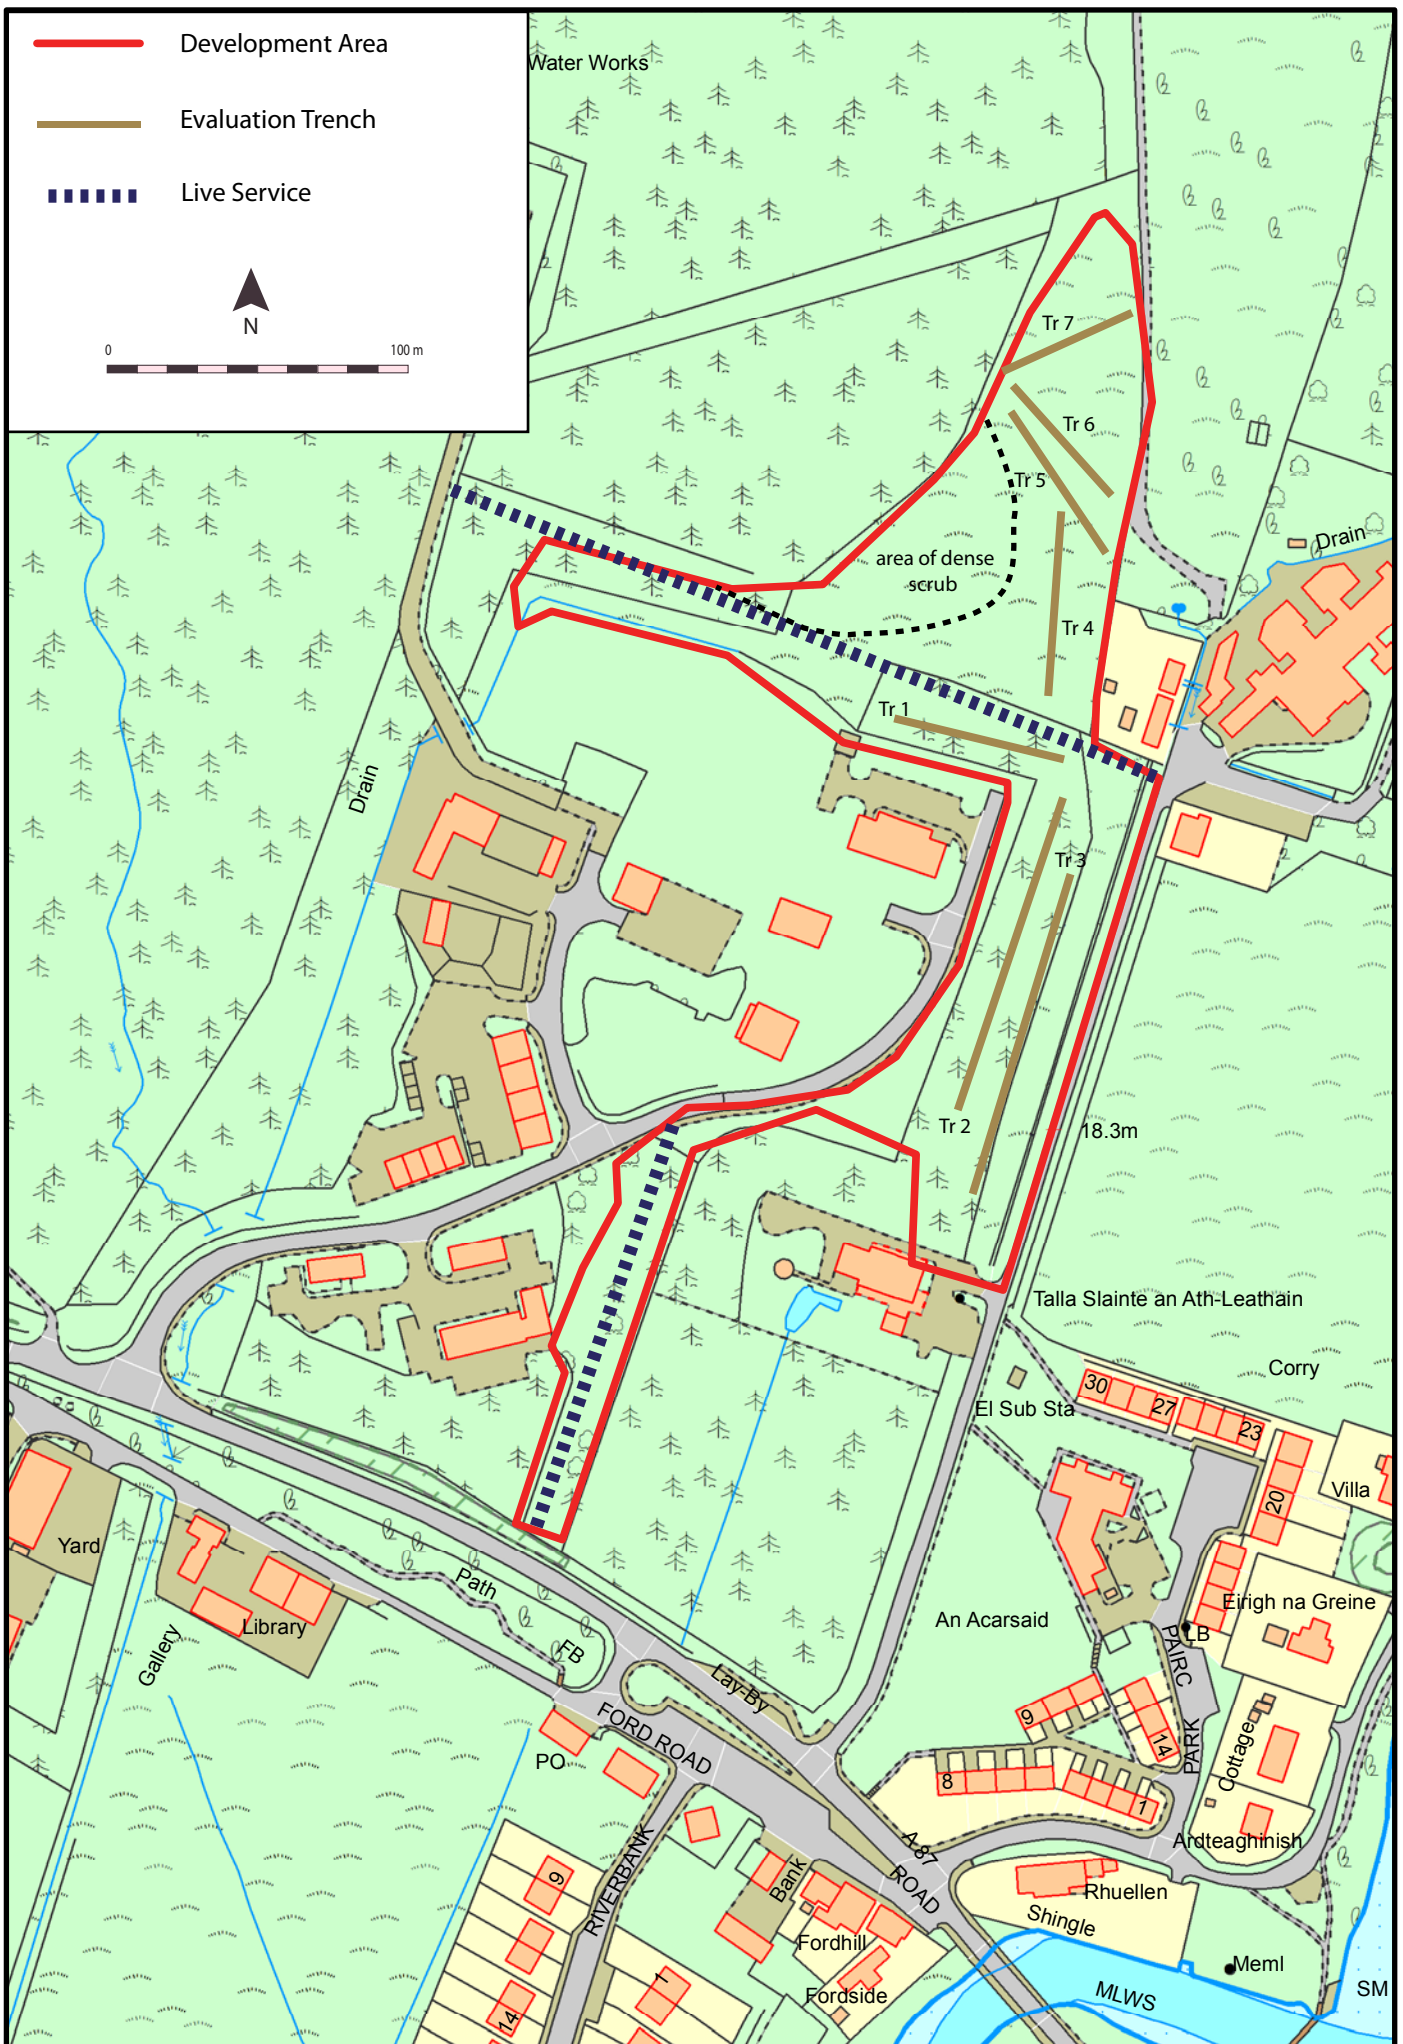 Development Area
Water Works
Evaluation Trench
Live Service
N
0
100 m
Tr 7
Tr 6
Tr 5
Drain
area of dense
scrub
Tr 4
Tr 1
Drain
Tr 3
Tr 2
18.3m
Talla Slainte an Ath-Leathain
Corry
30
27
23
El Sub Sta
20
Villa
Yard
Path
Library
Gallery
FB
An Acarsaid
Eirigh na Greine
LB
PAIRC
PARK
Lay-By
FORD ROAD
PO
9
14
8
1
Cottage
Ardteaghinish
A 87
ROAD
Bank
RIVERBANK
9
Rhuellen
Shingle
Fordhill
Meml
1
Fordside
MLWS
SM
14